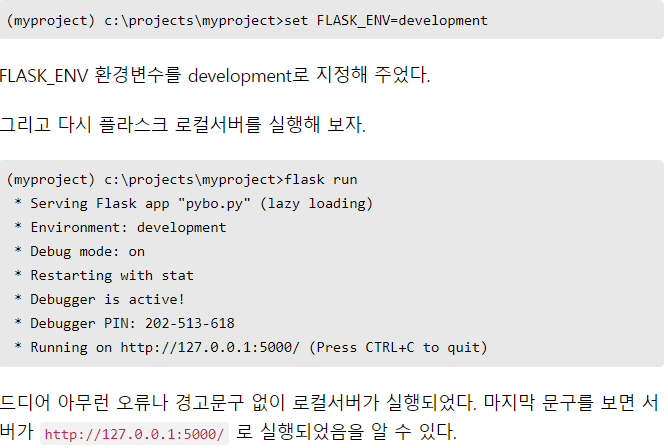 (myproject) c:\projects\myproject>set FLASK_ENV=development
FLASK_ENV 환경변수를 development로 지정해 주었다.
그리고 다시 플라스크 로컬서버를 실행해 보자.
(myproject) c:\projects\myproject>flask run
* Serving Flask app "pybo.py" (lazy loading)
* Environment: development
* Debug mode: on
* Restarting with stat
* Debugger is active!
* Debugger PIN: 202-513-618
* Running on http://127.0.0.1:5000/ (Press CTRL+C to quit)
드디어 아무런 오류나 경고문구 없이 로컬서버가 실행되었다. 마지막 문구를 보면 서
버가 http://127.0.0.1:5000/ 로 실행되었음을 알 수 있다.